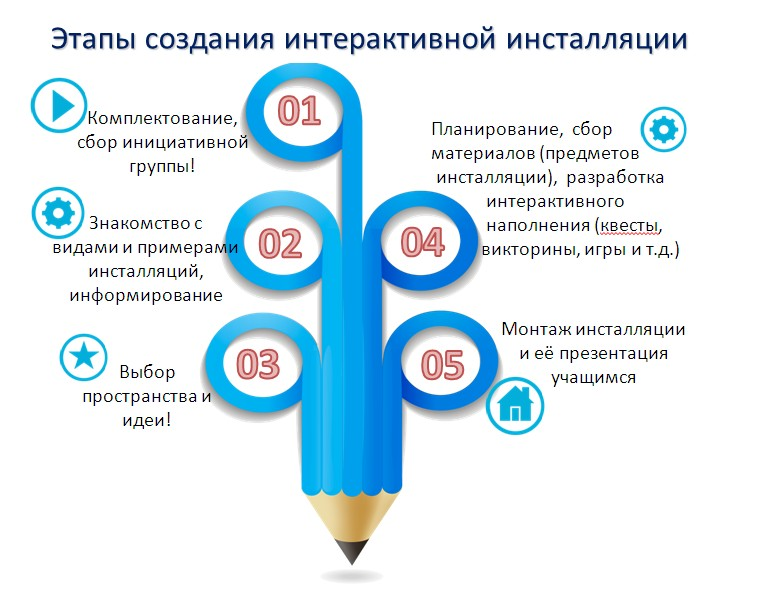 Этапы создания интерактивной инсталляции
01
Комплектование,
сбор инициативной
группы!
02
Знакомство с
видами и примерами
инсталляций,
информирование
03
Выбор
пространства и
идеи!
04
Планирование, сбор
материалов (предметов
инсталляции), разработка
интерактивного
наполнения (квесты,
викторины, игры и т.д.)
05
Монтаж инсталляции
и её презентация
учащимся